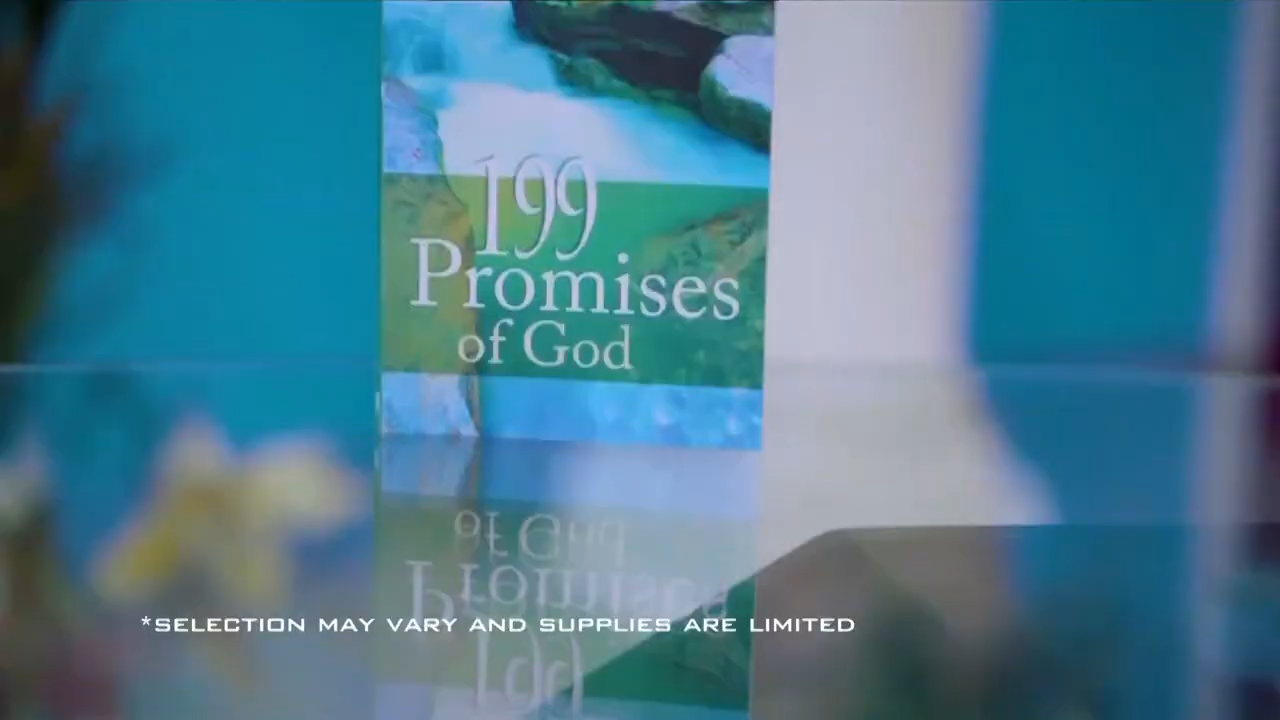 199
Promises
of God
*SELECTION MAY VARY AND SUPPLIES ARE LIMITED